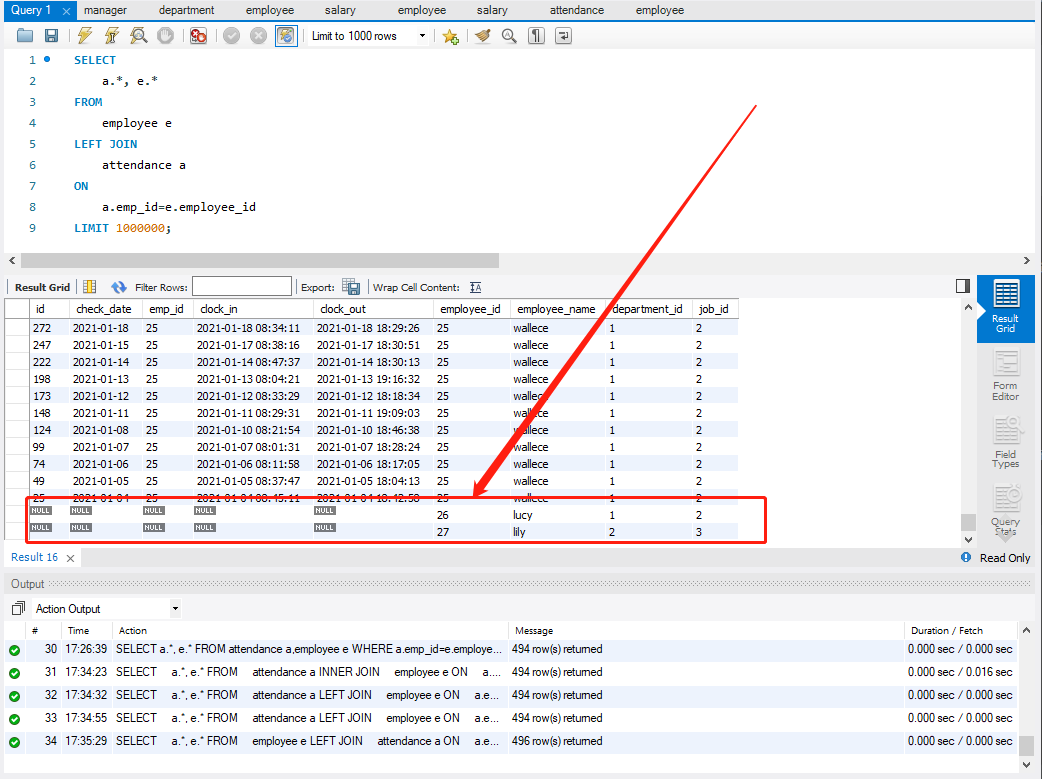 Query 1 manager department employee salary employee salary attendance employee
Limit to 1000 rows
1 SELECT
2 a.*, e.*
3 FROM
4 employee e
5 LEFT JOIN
6 attendance a
7 ON
8 a.emp_id=e.employee_id
9 LIMIT 1000000;
Result Grid Filter Rows: Export: Wrap Cell Content: IA
id check_date emp_id clock_in clock_out employee_id employee_name department_id job_id
272 2021-01-18 25 2021-01-18 08:34:11 2021-01-18 18:29:26 25 wallece 1 2
247 2021-01-15 25 2021-01-17 08:38:16 2021-01-17 18:30:51 25 wallece 1 2
222 2021-01-14 25 2021-01-14 08:47:37 2021-01-14 18:30:13 25 wallece 1 2
198 2021-01-13 25 2021-01-13 08:04:21 2021-01-13 19:16:32 25 wallece 1 2
173 2021-01-12 25 2021-01-12 08:33:29 2021-01-12 18:18:34 25 wallece 1 2
148 2021-01-11 25 2021-01-11 08:29:31 2021-01-11 19:09:03 25 wallece 1 2
124 2021-01-08 25 2021-01-10 08:21:54 2021-01-10 18:46:38 25 wallece 1 2
99 2021-01-07 25 2021-01-07 08:01:31 2021-01-07 18:28:24 25 wallece 1 2
74 2021-01-06 25 2021-01-06 08:11:58 2021-01-06 18:17:05 25 wallece 1 2
49 2021-01-05 25 2021-01-05 08:37:47 2021-01-05 18:04:13 25 wallece 1 2
25 2021-01-04 25 2021-01-04 08:45:11 2021-01-04 18:42:58 25 wallece 1 2
NULL NULL NULL NULL NULL 26 lucy 1 2
NULL NULL NULL NULL NULL 27 lily 2 3
Result
Grid
Form
Editor
Field
Types
Query
Stats
Result 16 Read Only
Output
Action Output
# Time Action Message Duration / Fetch
30 17:26:39 SELECT a.*, e.* FROM attendance a,employee e WHERE a.emp_id=e.employe... 494 row(s) returned 0.000 sec / 0.000 sec
31 17:34:23 SELECT a.*, e.* FROM attendance a INNER JOIN employee e ON a.... 494 row(s) returned 0.000 sec / 0.016 sec
32 17:34:32 SELECT a.*, e.* FROM attendance a LEFT JOIN employee e ON a.e... 494 row(s) returned 0.000 sec / 0.000 sec
33 17:34:55 SELECT a.*, e.* FROM attendance a LEFT JOIN employee e ON a.e... 494 row(s) returned 0.000 sec / 0.000 sec
34 17:35:29 SELECT a.*, e.* FROM employee e LEFT JOIN attendance a ON a.e... 496 row(s) returned 0.000 sec / 0.000 sec